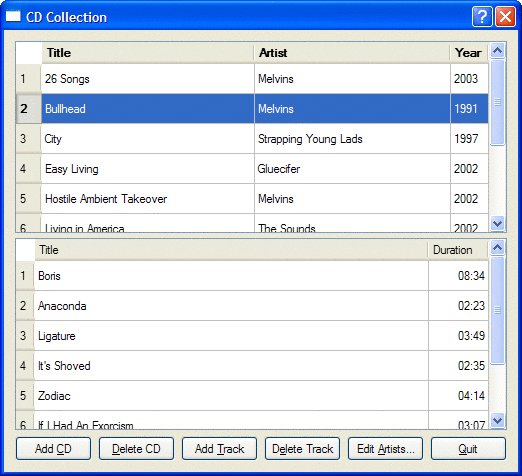 CD Collection
Title Artist Year
1 26 Songs Melvins 2003
2 Bullhead Melvins 1991
3 City Strapping Young Lads 1997
4 Easy Living Gluecifer 2002
5 Hostile Ambient Takeover Melvins 2002
6 Living in America The Sounds 2002
Title Duration
1 Boris 08:34
2 Anaconda 02:23
3 Ligature 03:49
4 It's Shoved 02:35
5 Zodiac 04:14
6 If I Had An Exorcism 03:07
Add CD Delete CD Add Track Delete Track Edit Artists... Quit